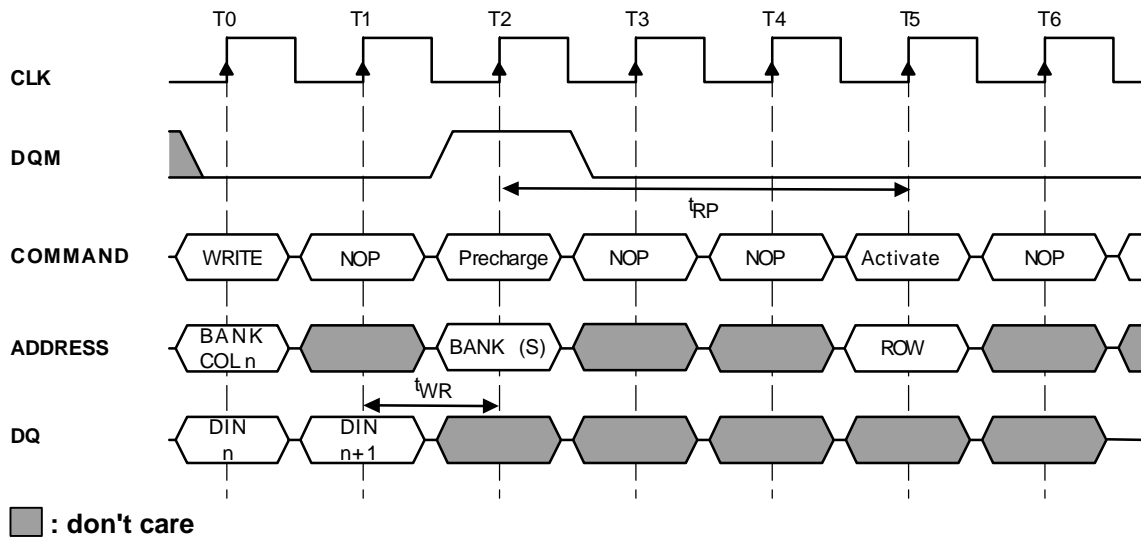 T0 T1 T2 T3 T4 T5 T6
CLK
DQM
tRP
COMMAND WRITE NOP Precharge NOP NOP Activate NOP
ADDRESS BANK COL n BANK (S) ROW
tWR
DQ DIN n DIN n+1
: don't care